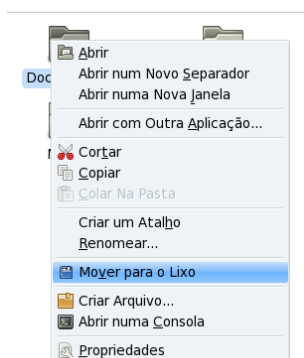 Doc
Abrir
Abrir num Novo Separador
Abrir numa Nova Janela
Abrir com Outra Aplicação...
Cortar
Copiar
Colar Na Pasta
Criar um Atalho
Renomear...
Mover para o Lixo
Criar Arquivo...
Abrir numa Consola
Propriedades